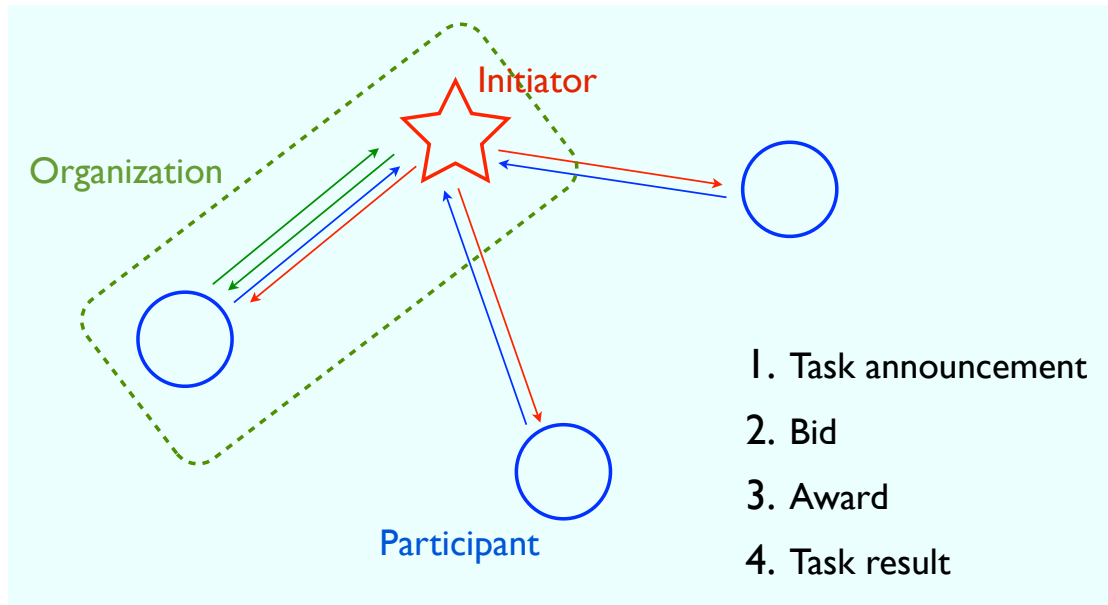 Initiator
Organization
1. Task announcement
2. Bid
3. Award
Participant
4. Task result